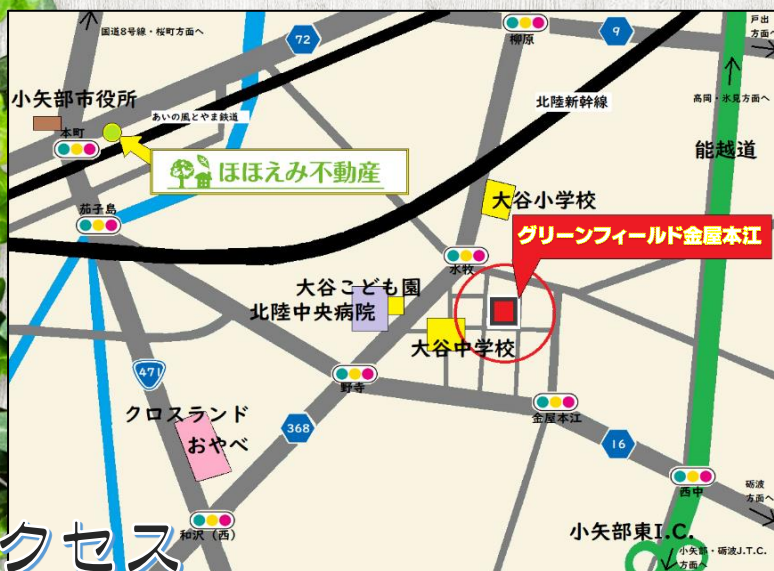 国道8号線・桜町方面へ
72
柳原
9
戸出
方面へ
小矢部市役所
あいの風とやま鉄道
北陸新幹線
高岡・氷見方面へ
本町
ほほえみ不動産
能越道
茄子島
大谷小学校
グリーンフィールド金屋本江
水牧
大谷こども園
北陸中央病院
大谷中学校
471
野寺
クロスランド
おやべ
368
金屋本江
16
西中
砺波
方面へ
和沢(西)
小矢部東I.C.
小矢部・砺波J.T.C.
方面へ
クセス